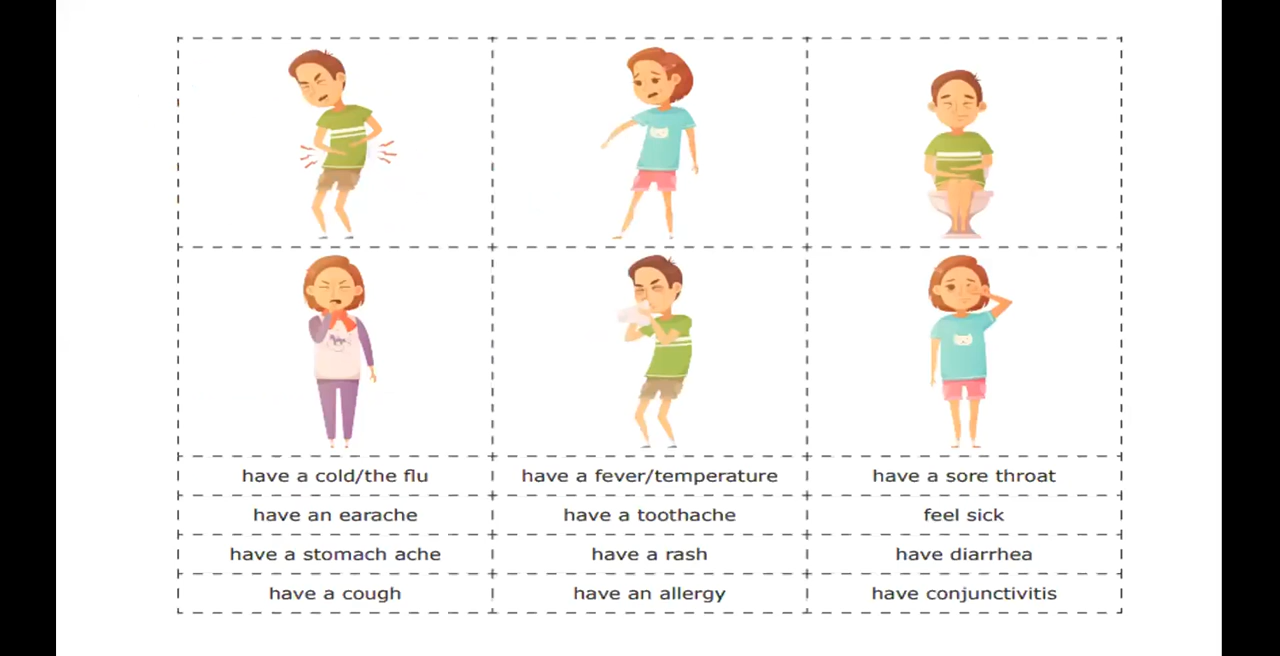 have a cold/the flu
have a fever/temperature
have a sore throat
have an earache
have a toothache
feel sick
have a stomach ache
have a rash
have diarrhea
have a cough
have an allergy
have conjunctivitis